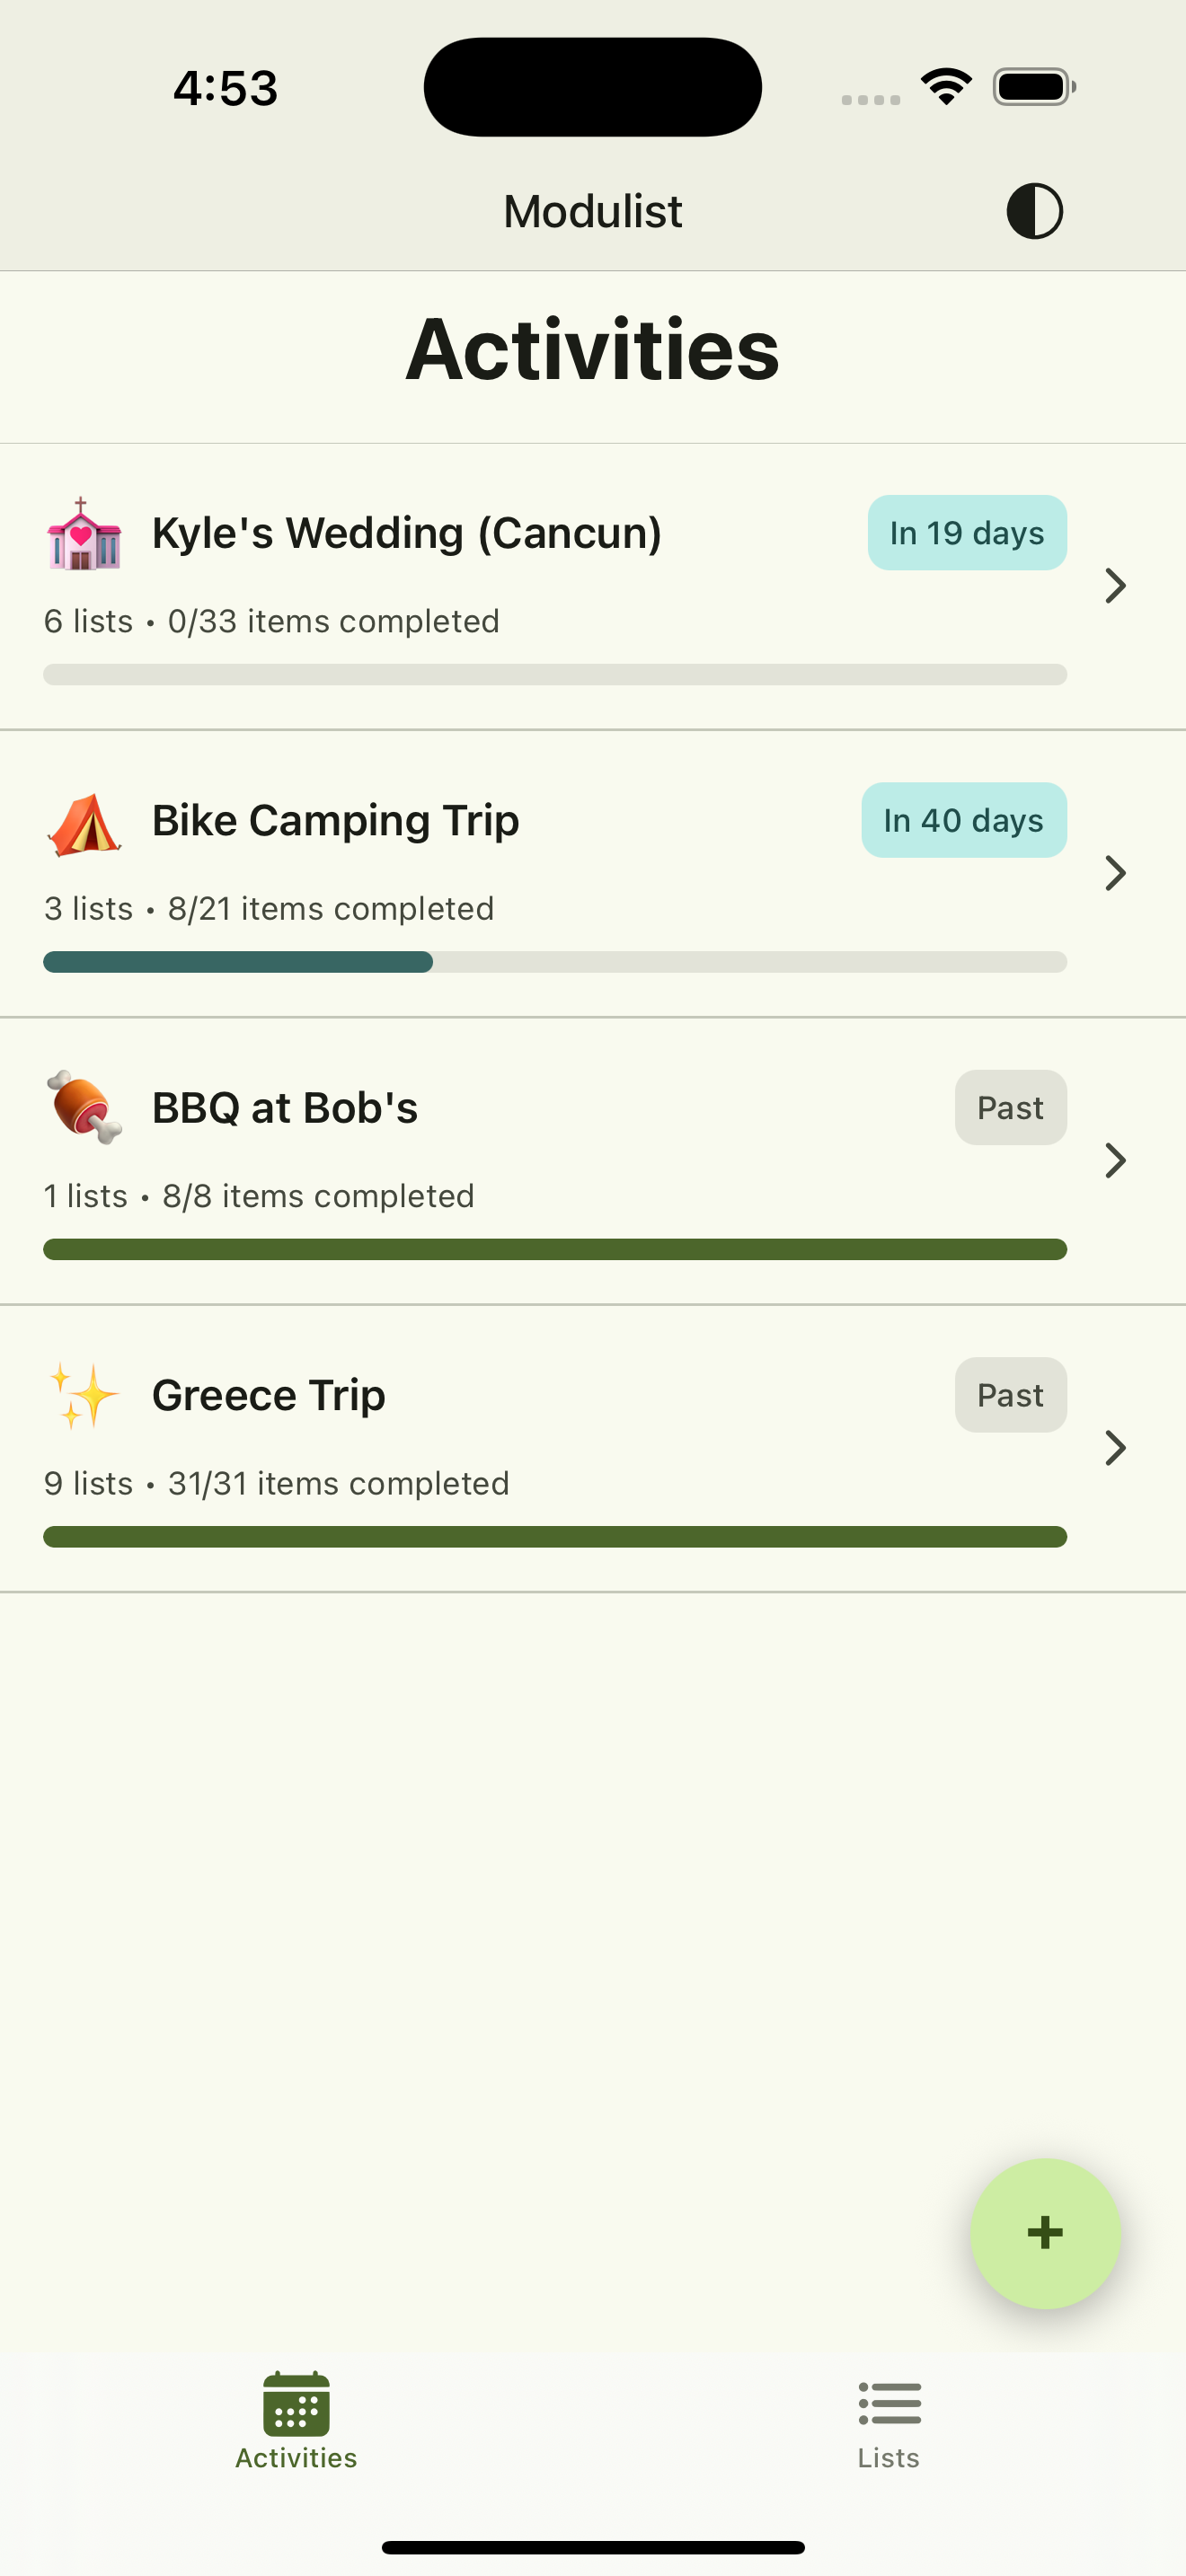 4:53
Modulist
Activities
Kyle's Wedding (Cancun)
In 19 days
6 lists • 0/33 items completed
Bike Camping Trip
In 40 days
3 lists • 8/21 items completed
BBQ at Bob's
Past
1 lists • 8/8 items completed
Greece Trip
Past
9 lists • 31/31 items completed
+
Activities
Lists